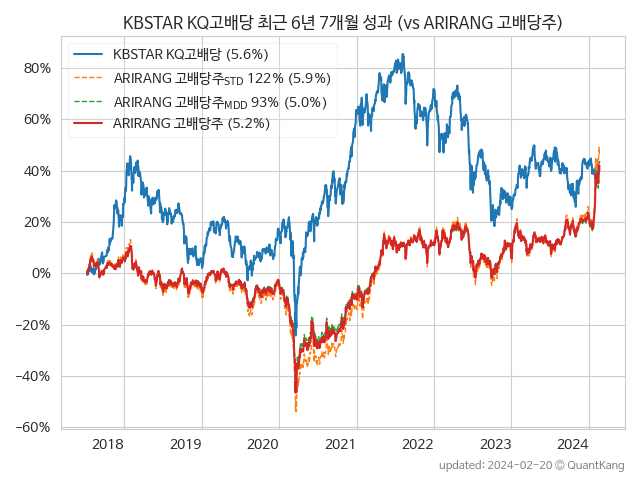 KBSTAR KQ고배당 최근 6년 7개월 성과 (vs ARIRANG 고배당주)
KBSTAR KQ고배당 (5.6%)
ARIRANG 고배당주STD 122% (5.9%)
ARIRANG 고배당주MDD 93% (5.0%)
ARIRANG 고배당주 (5.2%)
80%
60%
40%
20%
0%
−20%
−40%
−60%
2018 2019 2020 2021 2022 2023 2024
updated: 2024-02-20 © QuantKang